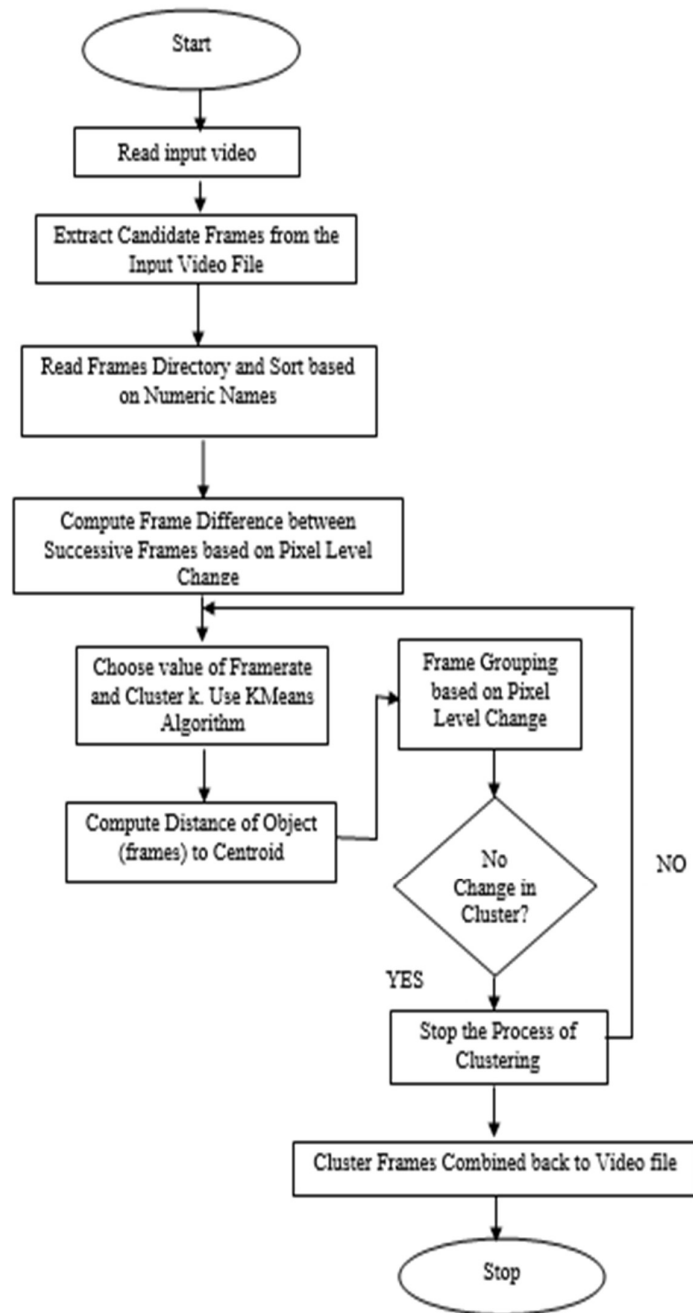 Start
Read input video
Extract Candidate Frames from the
Input Video File
Read Frames Directory and Sort based
on Numeric Names
Compute Frame Difference between
Successive Frames based on Pixel Level
Change
Choose value of Framerate
and Cluster k. Use KMeans
Algorithm
Compute Distance of Object
(frames) to Centroid
Frame Grouping
based on Pixel
Level Change
No
Change in
Cluster?
NO
YES
Stop the Process of
Clustering
Cluster Frames Combined back to Video file
Stop